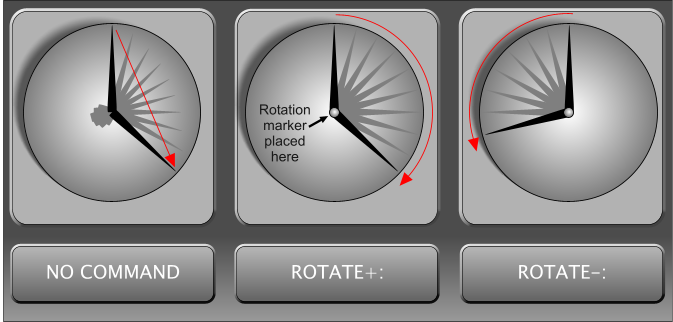 Rotation
marker
placed
here
NO COMMAND
ROTATE+:
ROTATE-: